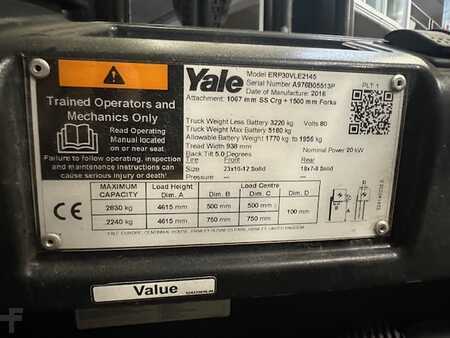 Yale
Model ERP30VLE2145
Serial Number A976B05513P
PLT 1
Date of Manufacture 2016
Attachment: 1067 mm SS Crg + 1500 mm Forks
Trained Operators and
Mechanics Only
Read Operating
Manual located
on or near seat.
Failure to follow operating, inspection
and maintenance instructions can
cause serious injury!
Truck Weight Less Battery 3220 kg Volts 80
Truck Weight Max Battery 5180 kg
Allowable Battery Weight 1770 kg to 1956 kg
Tread Width 938 mm Nominal Power 20 kW
Back Tilt 5.0 Degrees
Tires Front Rear
Size 23x10-12 Solid 18x7-8 Solid
Pressure --- ---
MAXIMUM CAPACITY Load Height Dim. A Load Centre Dim. B Dim. C Dim. D
2830 kg 4615 mm 500 mm 500 mm 100 mm
2240 kg 4615 mm 750 mm 750 mm
CE
Value